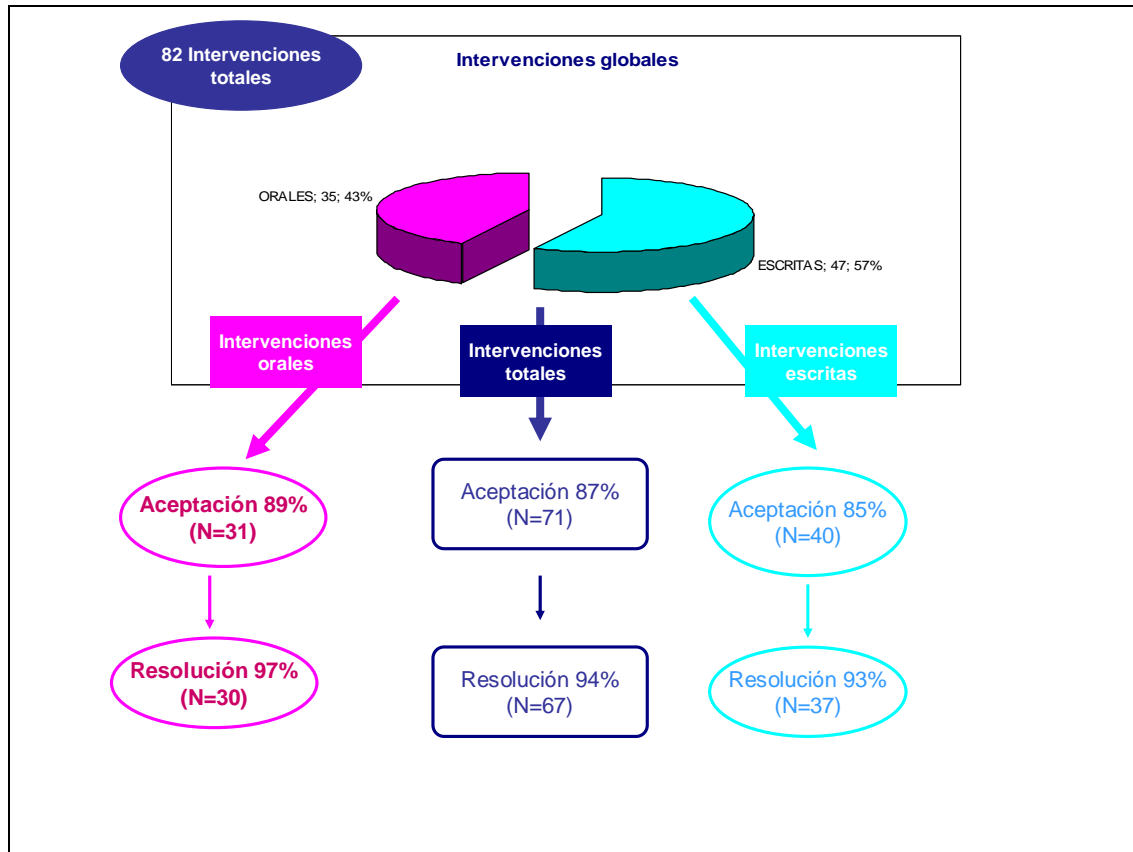 82 Intervenciones
totales
Intervenciones globales
ORALES; 35; 43%
ESCRITAS; 47; 57%
Intervenciones
orales
Intervenciones
totales
Intervenciones
escritas
Aceptación 89%
(N=31)
Aceptación 87%
(N=71)
Aceptación 85%
(N=40)
Resolución 97%
(N=30)
Resolución 94%
(N=67)
Resolución 93%
(N=37)